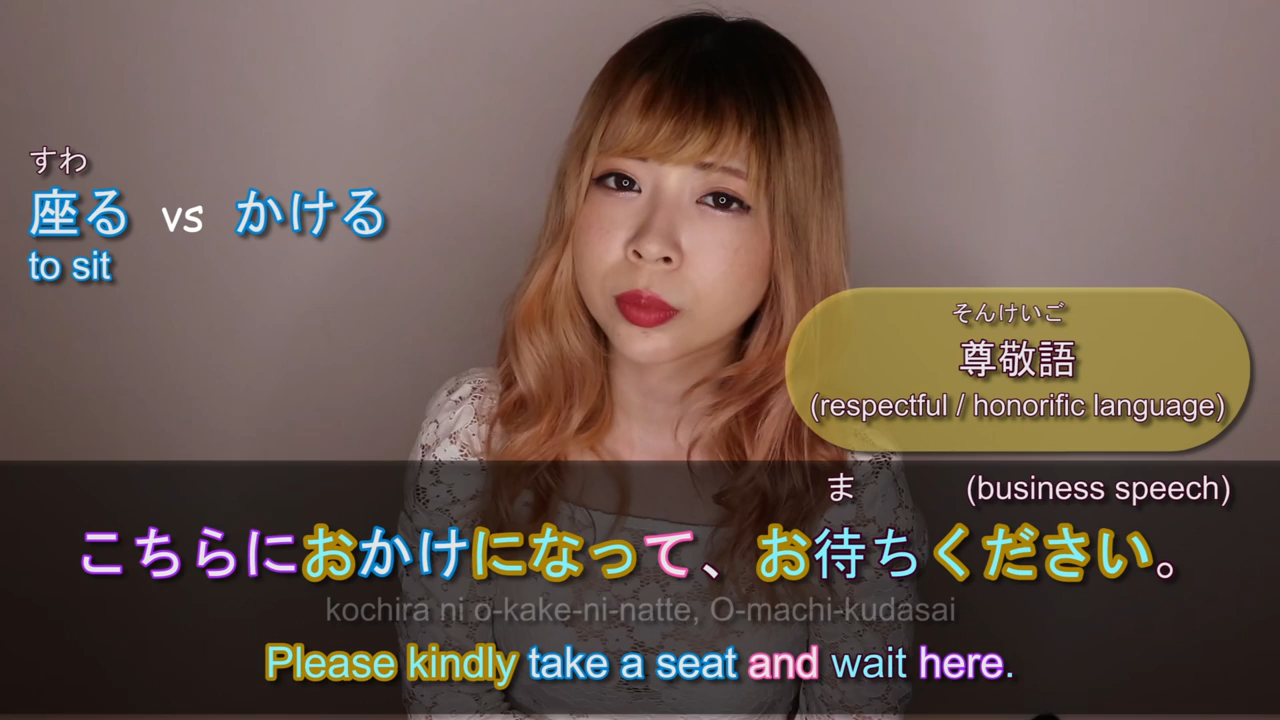 すわ
座る vs かける
to sit
そんけいご
尊敬語
(respectful / honorific language)
ま
(business speech)
こちらにおかけになって、お待ちください。
kochira ni o-kake-ni-natte, O-machi-kudasai
Please kindly take a seat and wait here.